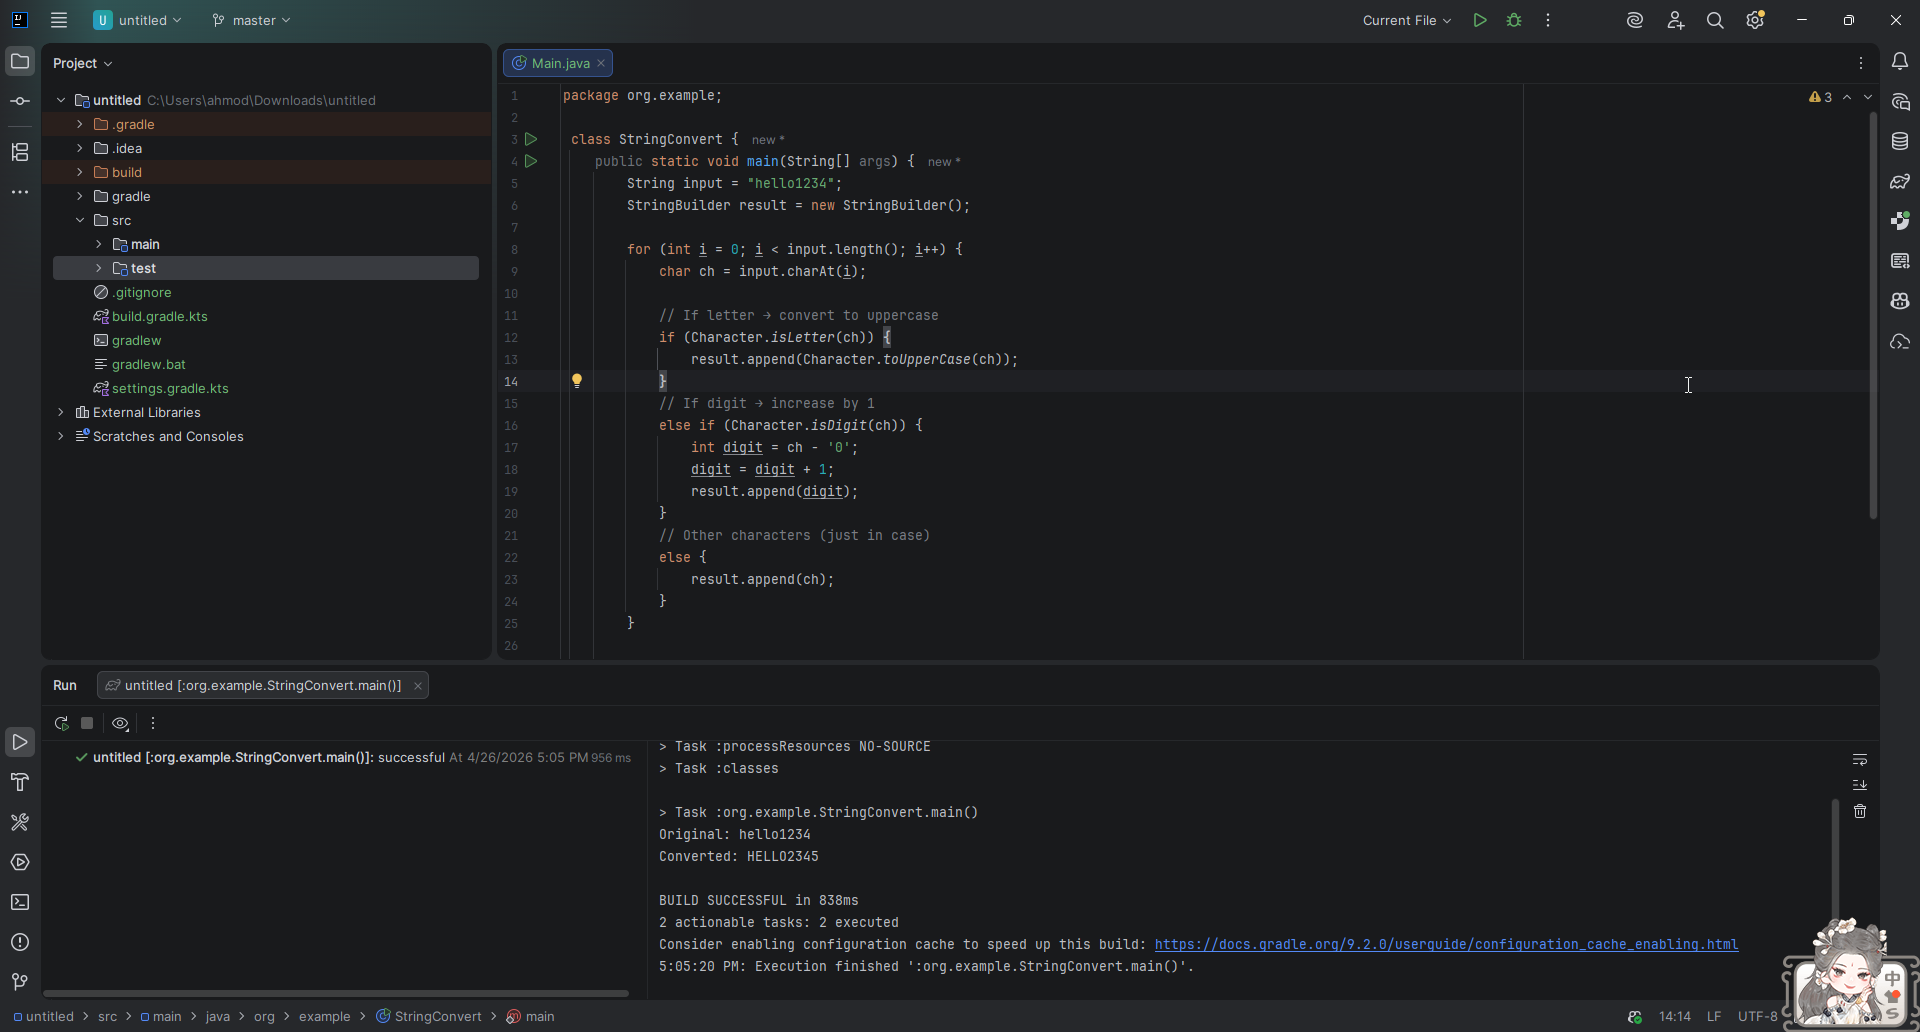 U untitled
master
Current File
Project
untitled C:\Users\ahmod\Downloads\untitled
.gradle
.idea
build
gradle
src
main
test
.gitignore
build.gradle.kts
gradlew
gradlew.bat
settings.gradle.kts
External Libraries
Scratches and Consoles
Main.java
3
1 package org.example;
2
3 class StringConvert { new *
4 public static void main(String[] args) { new *
5 String input = "hello1234";
6 StringBuilder result = new StringBuilder();
7
8 for (int i = 0; i < input.length(); i++) {
9 char ch = input.charAt(i);
10
11 // If letter → convert to uppercase
12 if (Character.isLetter(ch)) {
13 result.append(Character.toUpperCase(ch));
14 }
15 // If digit → increase by 1
16 else if (Character.isDigit(ch)) {
17 int digit = ch - '0';
18 digit = digit + 1;
19 result.append(digit);
20 }
21 // Other characters (just in case)
22 else {
23 result.append(ch);
24 }
25 }
26
Run
untitled [:org.example.StringConvert.main()]
untitled [:org.example.StringConvert.main()]: successful At 4/26/2026 5:05 PM 956 ms
> Task :processResources NO-SOURCE
> Task :classes
> Task :org.example.StringConvert.main()
Original: hello1234
Converted: HELLO2345
BUILD SUCCESSFUL in 838ms
2 actionable tasks: 2 executed
Consider enabling configuration cache to speed up this build: https://docs.gradle.org/9.2.0/userguide/configuration_cache_enabling.html
5:05:20 PM: Execution finished ':org.example.StringConvert.main()'.
untitled > src > main > java > org > example > StringConvert > main
14:14 LF UTF-8
中
S